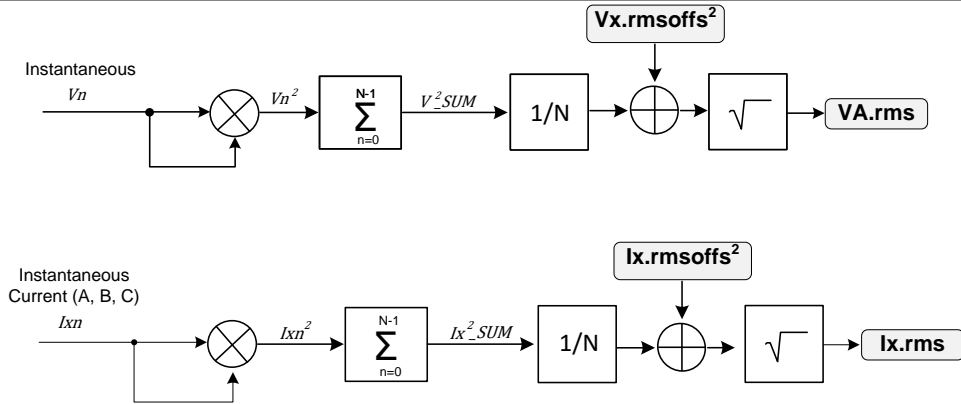 Vx.rmsoffs²
Instantaneous
Vn
Vn²
N-1
∑
n=0
V²_SUM
1/N
√
VA.rms
Ix.rmsoffs²
Instantaneous
Current (A, B, C)
Ixn
Ixn²
N-1
∑
n=0
Ix²_SUM
1/N
√
Ix.rms